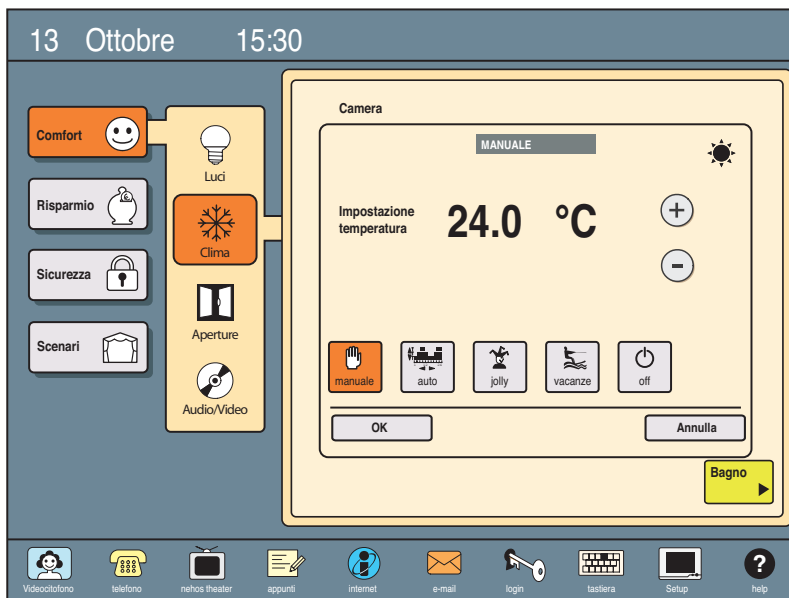 13 Ottobre 15:30
Comfort
Risparmio
Sicurezza
Scenari
Luci
Clima
Aperture
Audio/Video
Camera
MANUALE
Impostazione
temperatura
24.0 °C
+
-
manuale
auto
jolly
vacanze
off
OK
Annulla
Bagno
Videocitofono
telefono
nehos theater
appunti
internet
e-mail
login
tastiera
Setup
?
help